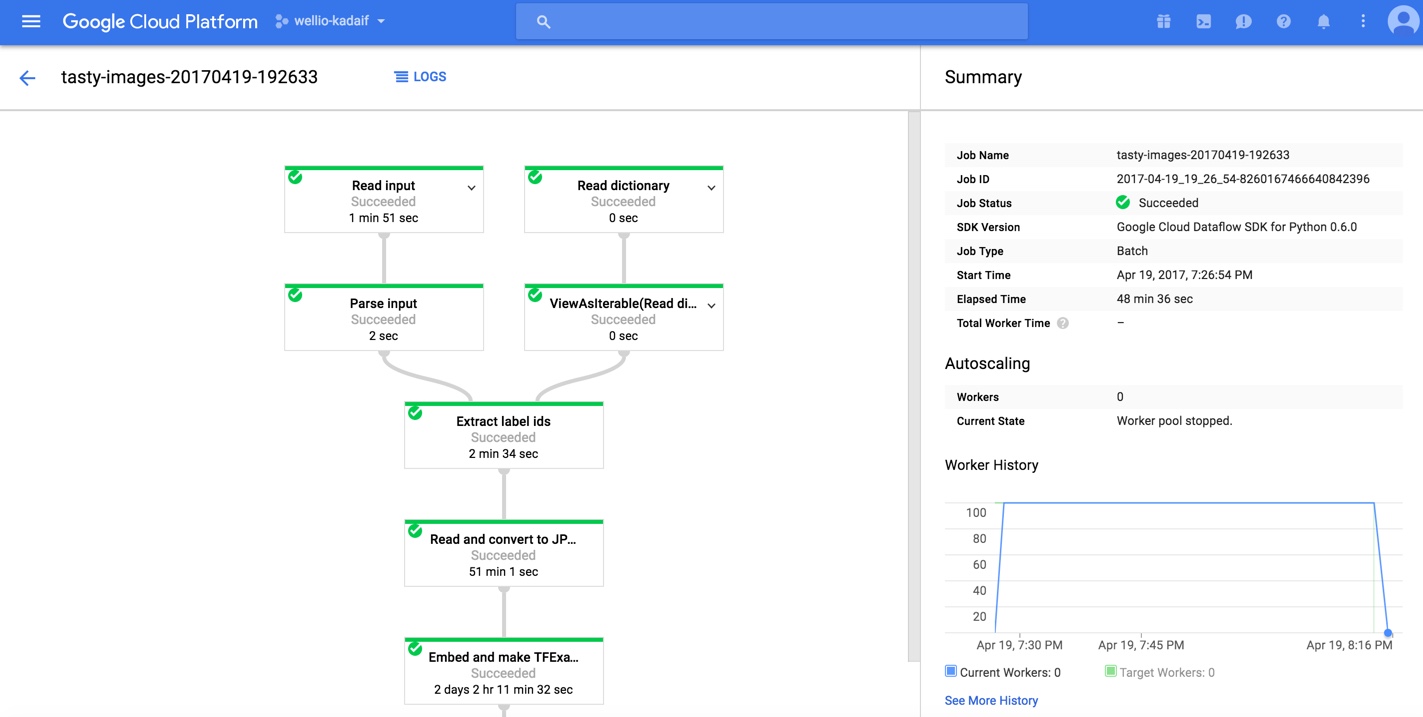 Google Cloud Platform
wellio-kadaif
tasty-images-20170419-192633
LOGS
Read input
Succeeded
1 min 51 sec
Read dictionary
Succeeded
0 sec
Parse input
Succeeded
2 sec
ViewAsIterable(Read di...
Succeeded
0 sec
Extract label ids
Succeeded
2 min 34 sec
Read and convert to JP...
Succeeded
51 min 1 sec
Embed and make TFExa...
Succeeded
2 days 2 hr 11 min 32 sec
Summary
Job Name tasty-images-20170419-192633
Job ID 2017-04-19_19_26_54-8260167466640842396
Job Status Succeeded
SDK Version Google Cloud Dataflow SDK for Python 0.6.0
Job Type Batch
Start Time Apr 19, 2017, 7:26:54 PM
Elapsed Time 48 min 36 sec
Total Worker Time ? –
Autoscaling
Workers 0
Current State Worker pool stopped.
Worker History
100
80
60
40
20
Apr 19, 7:30 PM Apr 19, 7:45 PM Apr 19, 8:16 PM
Current Workers: 0 Target Workers: 0
See More History